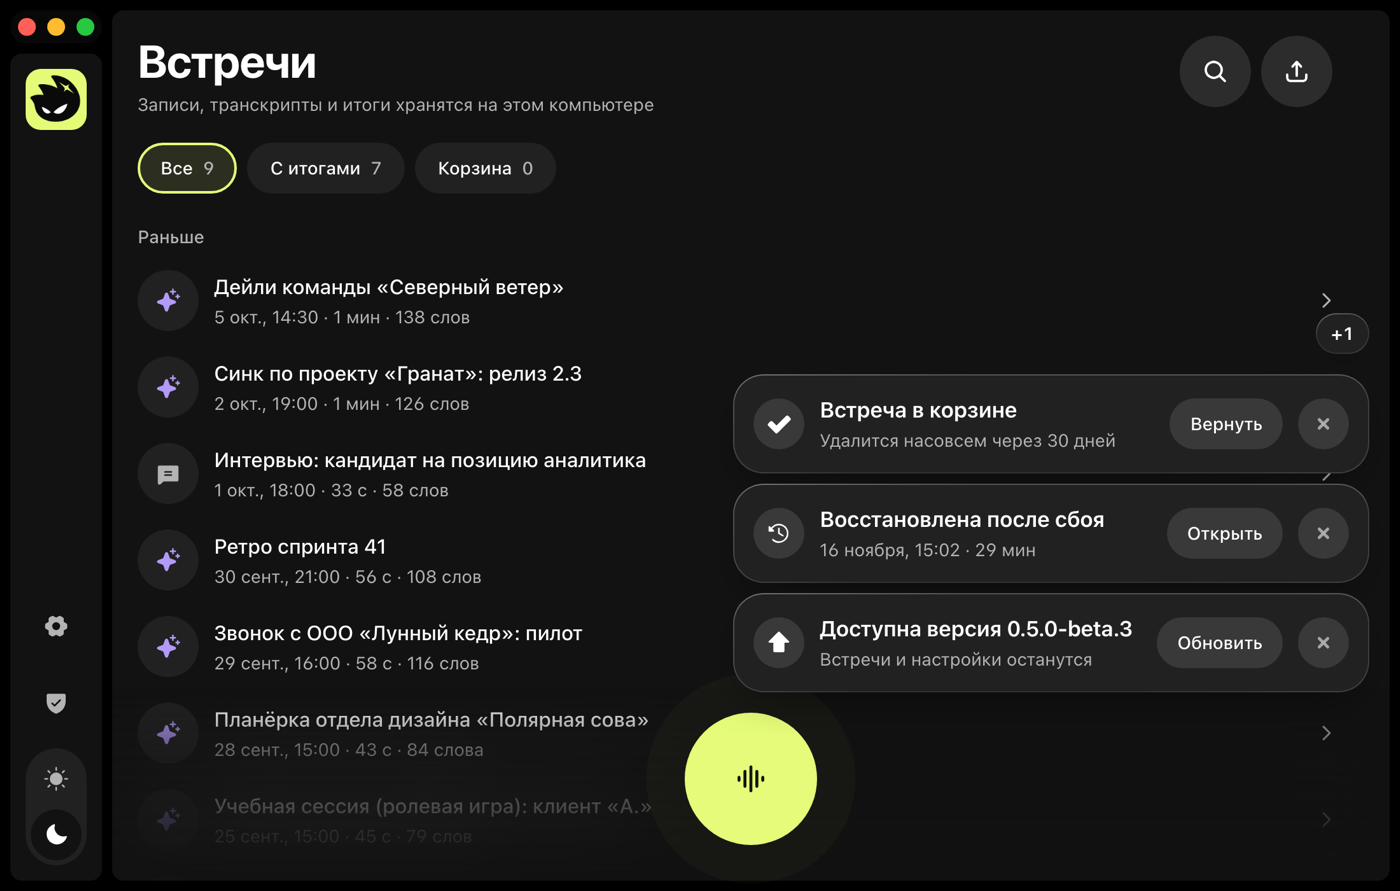 Встречи
Записи, транскрипты и итоги хранятся на этом компьютере
Все 9
С итогами 7
Корзина 0
Раньше
Дейли команды «Северный ветер»
5 окт., 14:30 · 1 мин · 138 слов
+1
Синк по проекту «Гранат»: релиз 2.3
2 окт., 19:00 · 1 мин · 126 слов
Интервью: кандидат на позицию аналитика
1 окт., 18:00 · 33 с · 58 слов
Ретро спринта 41
30 сент., 21:00 · 56 с · 108 слов
Звонок с ООО «Лунный кедр»: пилот
29 сент., 16:00 · 58 с · 116 слов
Планёрка отдела дизайна «Полярная сова»
28 сент., 15:00 · 43 с · 84 слова
Учебная сессия (ролевая игра): клиент «А.»
25 сент., 15:00 · 45 с · 79 слов
Встреча в корзине
Удалится насовсем через 30 дней
Вернуть
Восстановлена после сбоя
16 ноября, 15:02 · 29 мин
Открыть
Доступна версия 0.5.0-beta.3
Встречи и настройки останутся
Обновить